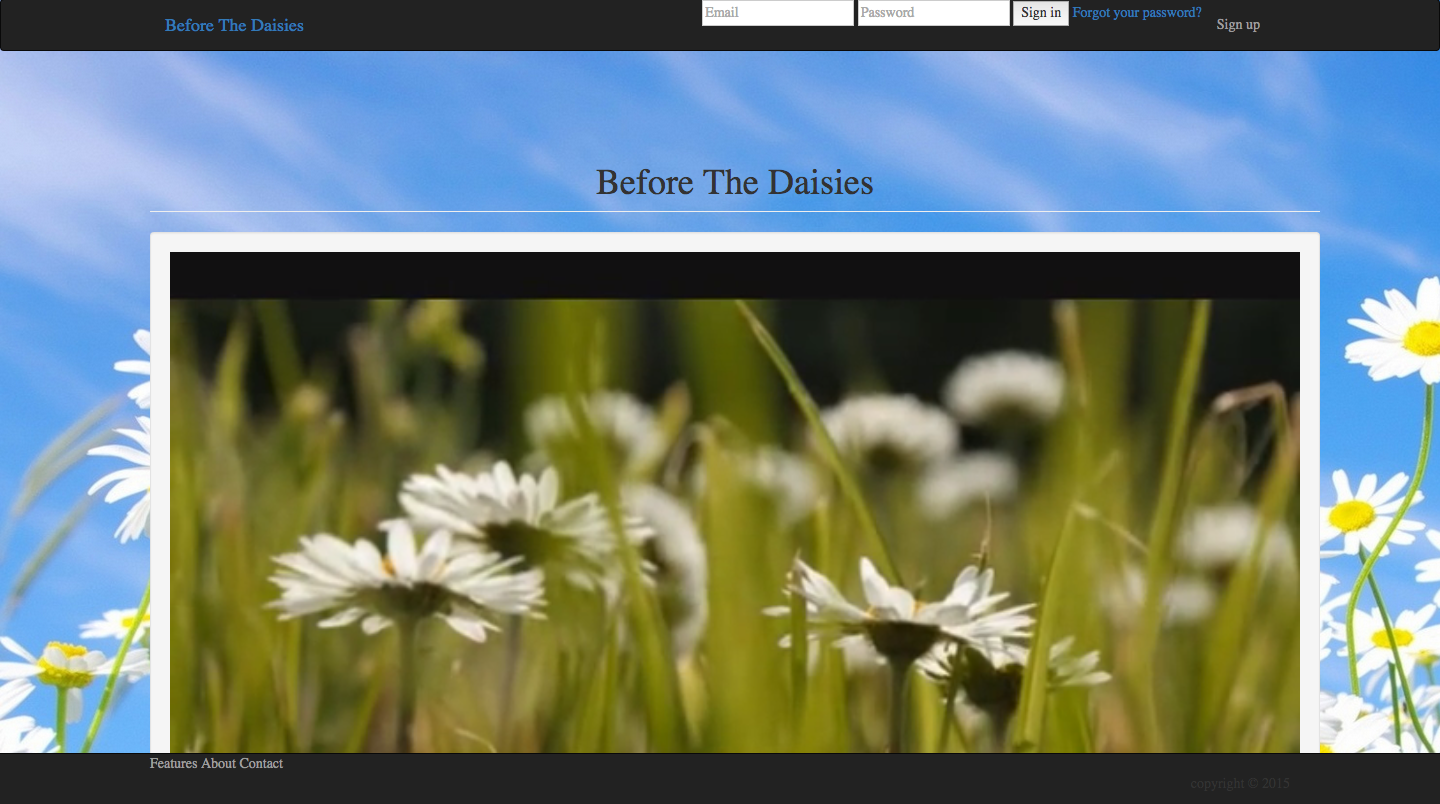 Before The Daisies
Email Password Sign in Forgot your password? Sign up
Before The Daisies
Features About Contact
copyright © 2015